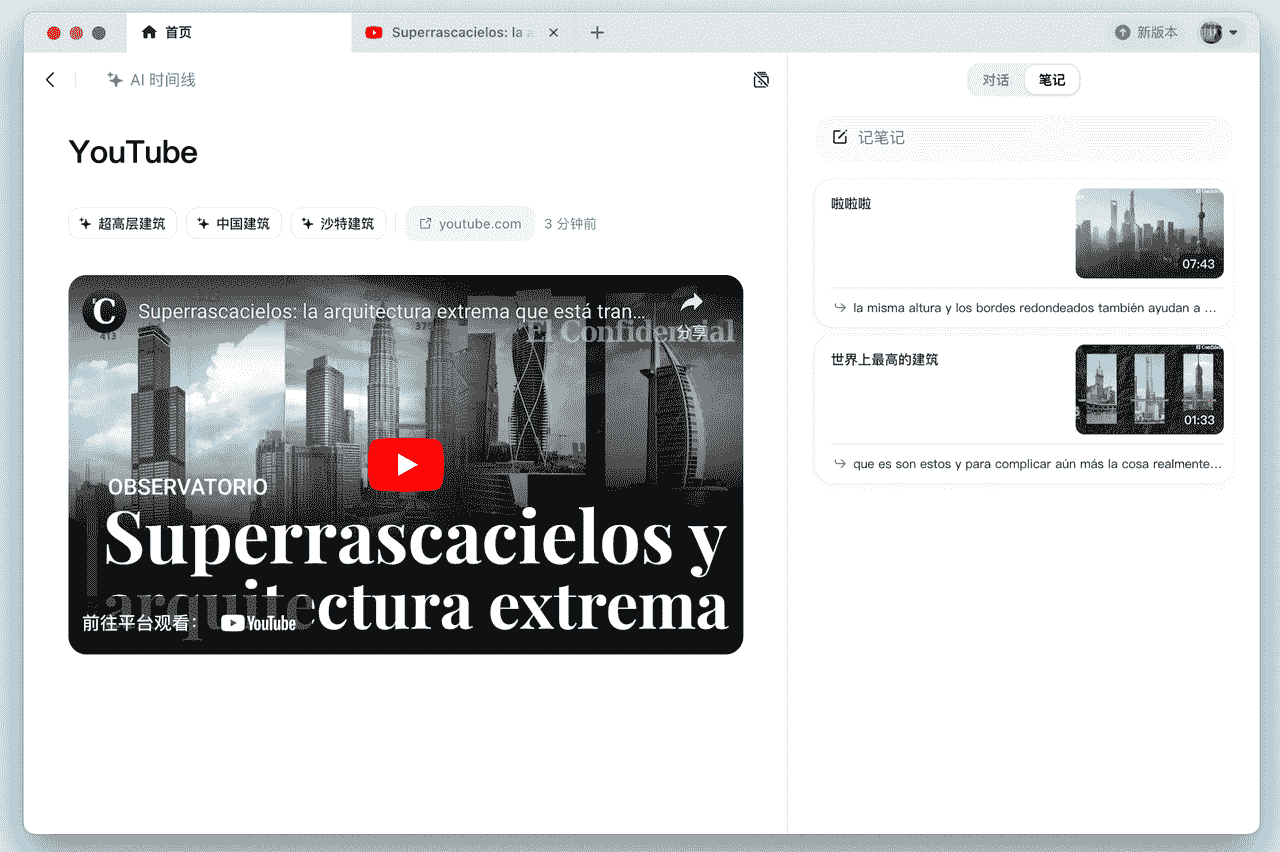 首页
Superrascacielos: la a
新版本
AI 时间线
对话
笔记
YouTube
记笔记
超高层建筑
中国建筑
沙特建筑
youtube.com
3 分钟前
啦啦啦
07:43
la misma altura y los bordes redondeados también ayudan a ...
世界上最高的建筑
01:33
que es son estos y para complicar aún más la cosa realmente...
Superrascacielos: la arquitectura extrema que está tran...
分享
El Confidencial
413
OBSERVATORIO
Superrascacielos y
arquitectura extrema
前往平台观看：
YouTube